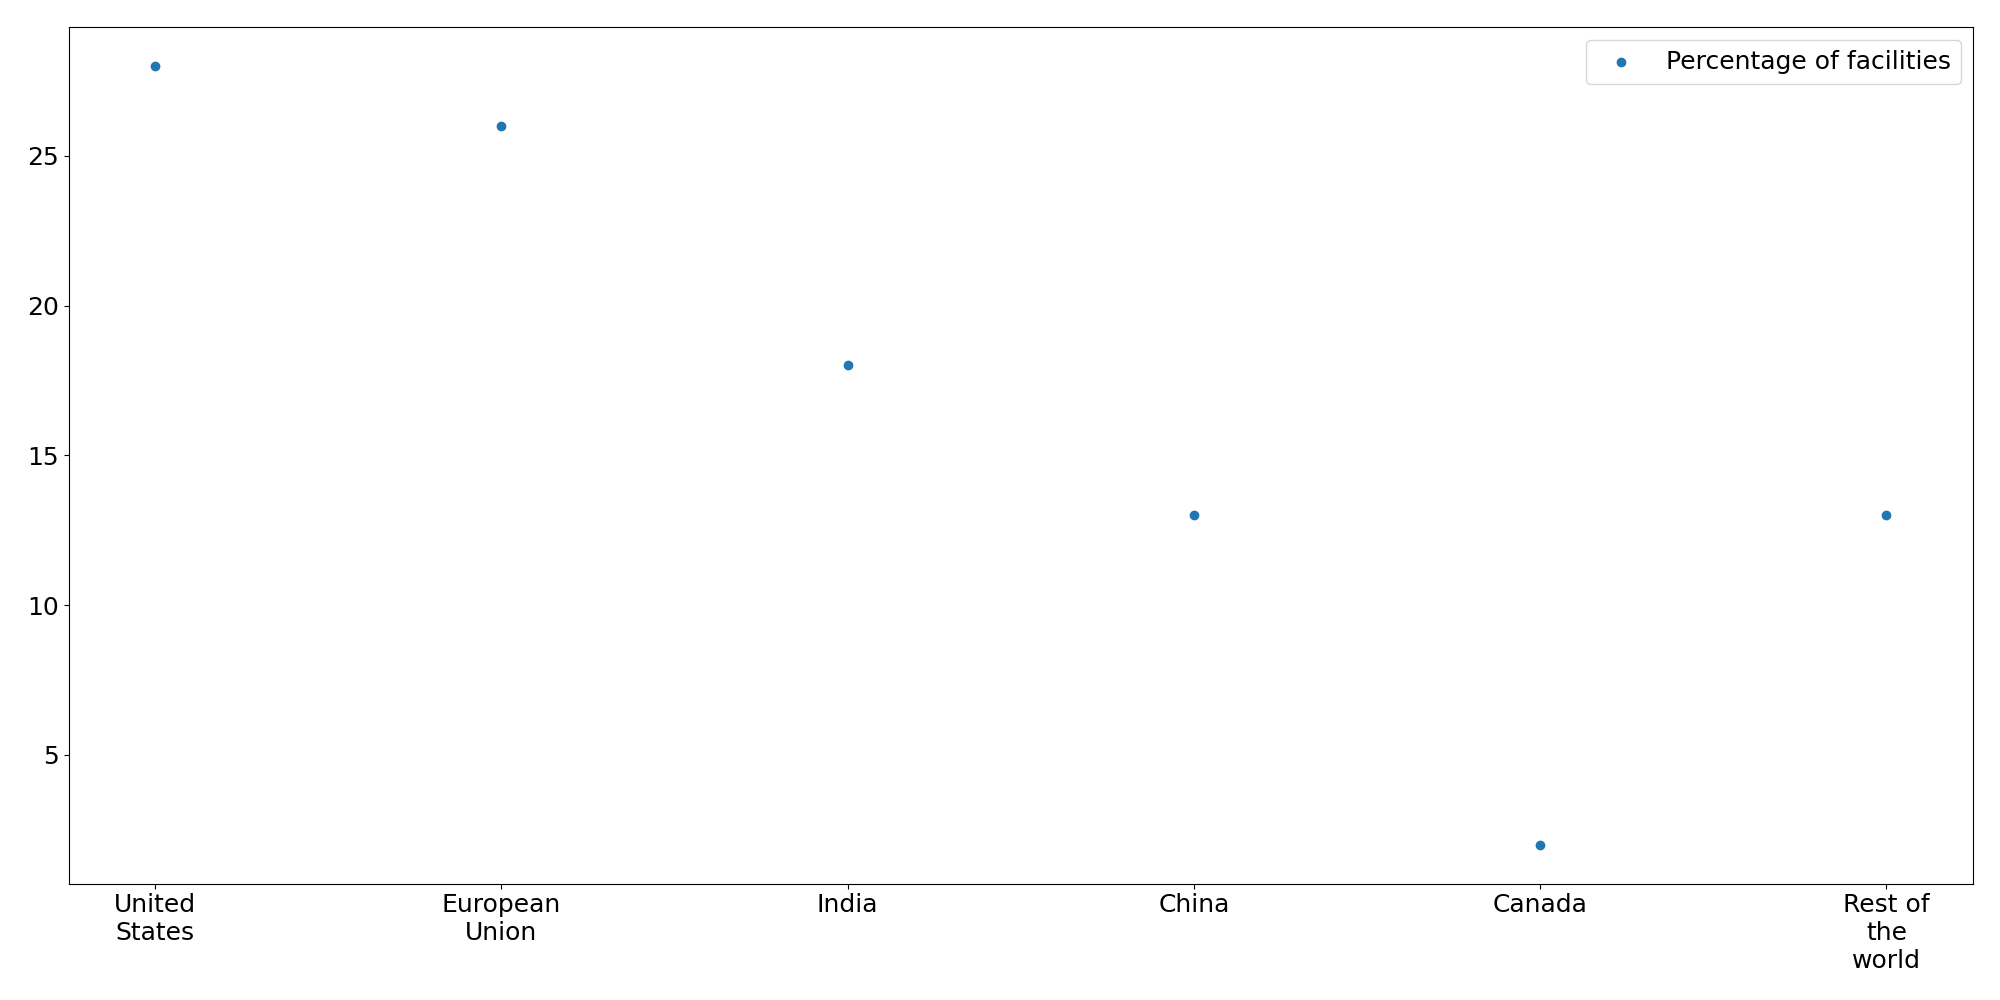 Percentage of facilities
25
20
15
10
5
United
States
European
Union
India
China
Canada
Rest of
the
world